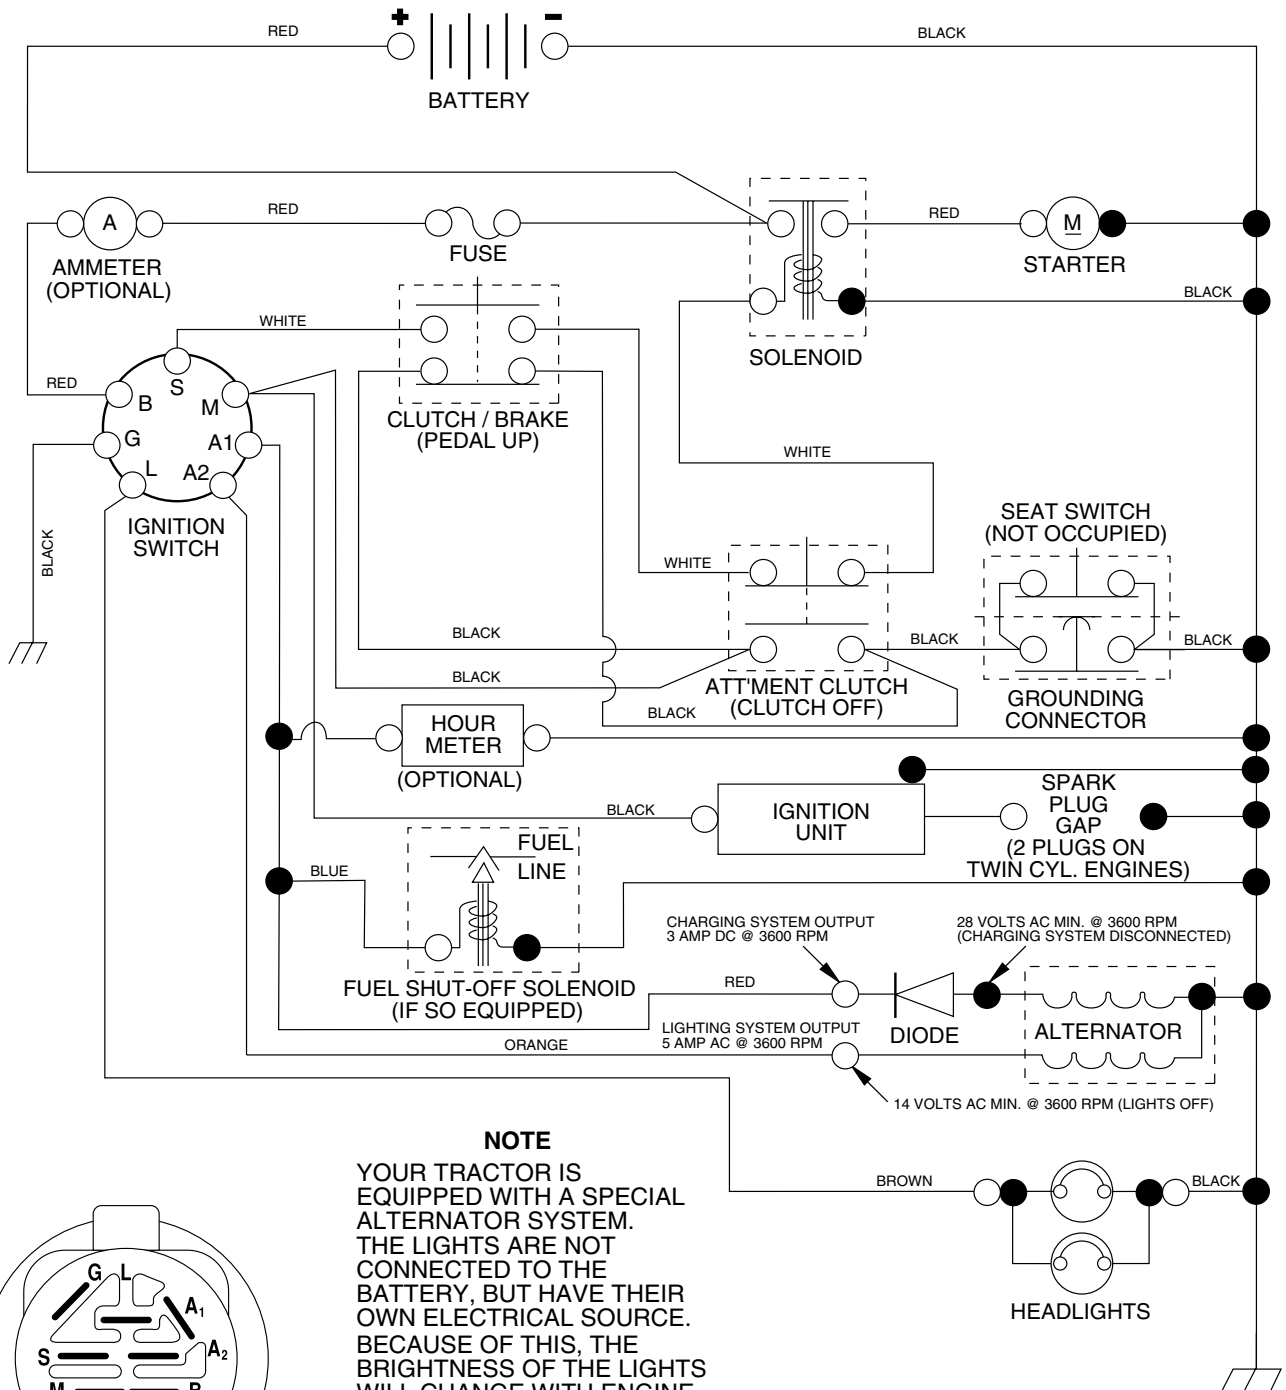 + -
RED
BLACK
BATTERY
A
RED
RED
M
FUSE
STARTER
AMMETER
(OPTIONAL)
BLACK
WHITE
SOLENOID
RED
S
B
M
CLUTCH / BRAKE
(PEDAL UP)
G
A1
L
A2
WHITE
IGNITION
SWITCH
BLACK
SEAT SWITCH
(NOT OCCUPIED)
WHITE
BLACK
BLACK
BLACK
BLACK
ATT'MENT CLUTCH
(CLUTCH OFF)
GROUNDING
CONNECTOR
BLACK
HOUR
METER
(OPTIONAL)
SPARK
PLUG
GAP
(2 PLUGS ON
TWIN CYL. ENGINES)
BLACK
IGNITION
UNIT
FUEL
LINE
BLUE
CHARGING SYSTEM OUTPUT
3 AMP DC @ 3600 RPM
28 VOLTS AC MIN. @ 3600 RPM
(CHARGING SYSTEM DISCONNECTED)
FUEL SHUT-OFF SOLENOID
(IF SO EQUIPPED)
RED
LIGHTING SYSTEM OUTPUT
5 AMP AC @ 3600 RPM
DIODE
ALTERNATOR
ORANGE
14 VOLTS AC MIN. @ 3600 RPM (LIGHTS OFF)
NOTE
YOUR TRACTOR IS
EQUIPPED WITH A SPECIAL
ALTERNATOR SYSTEM.
THE LIGHTS ARE NOT
CONNECTED TO THE
BATTERY, BUT HAVE THEIR
OWN ELECTRICAL SOURCE.
BECAUSE OF THIS, THE
BRIGHTNESS OF THE LIGHTS
WILL CHANGE WITH ENGINE
BROWN
BLACK
HEADLIGHTS
G
L
A1
A2
S
M
B